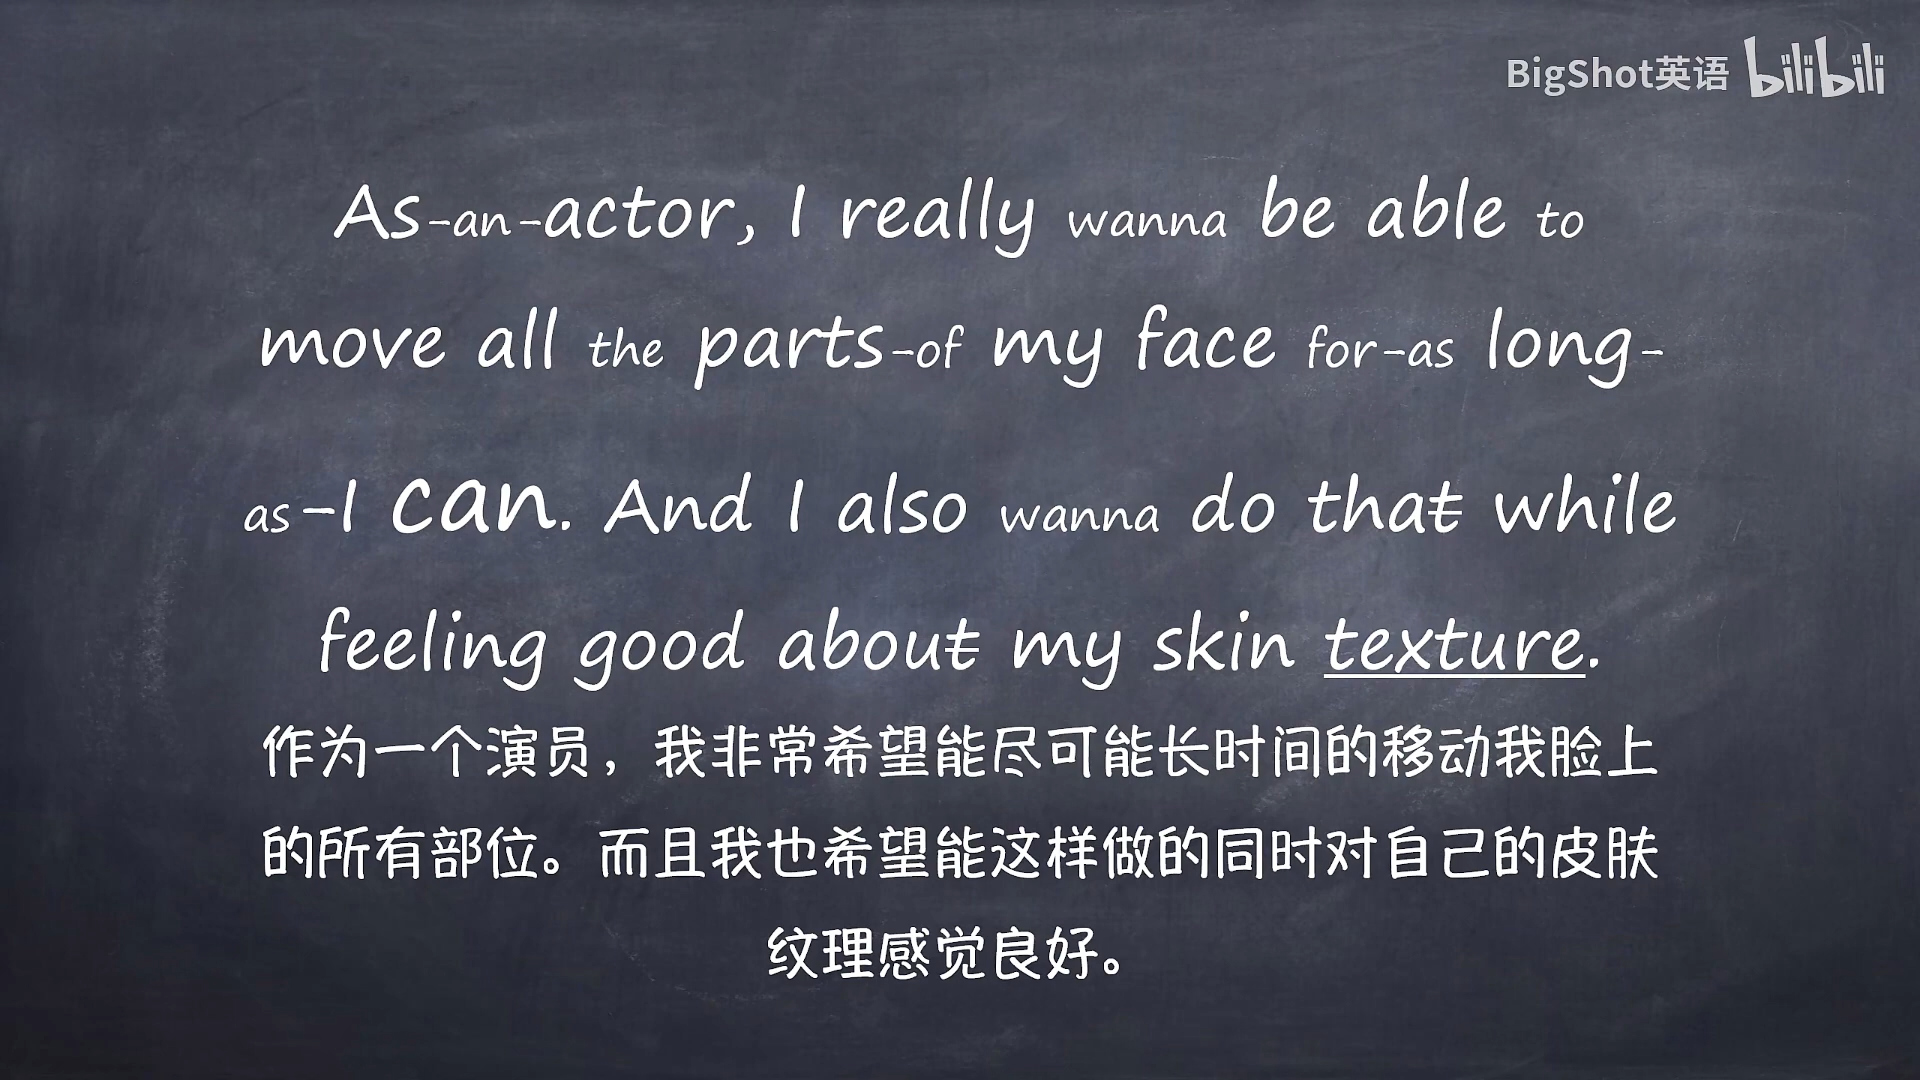 BigShot英语 bilibili
As-an-actor, I really wanna be able to
move all the parts-of my face for-as long-
as-I can. And I also wanna do that while
feeling good about my skin texture.
作为一个演员，我非常希望能尽可能长时间的移动我脸上
的所有部位。而且我也希望能这样做的同时对自己的皮肤
纹理感觉良好。